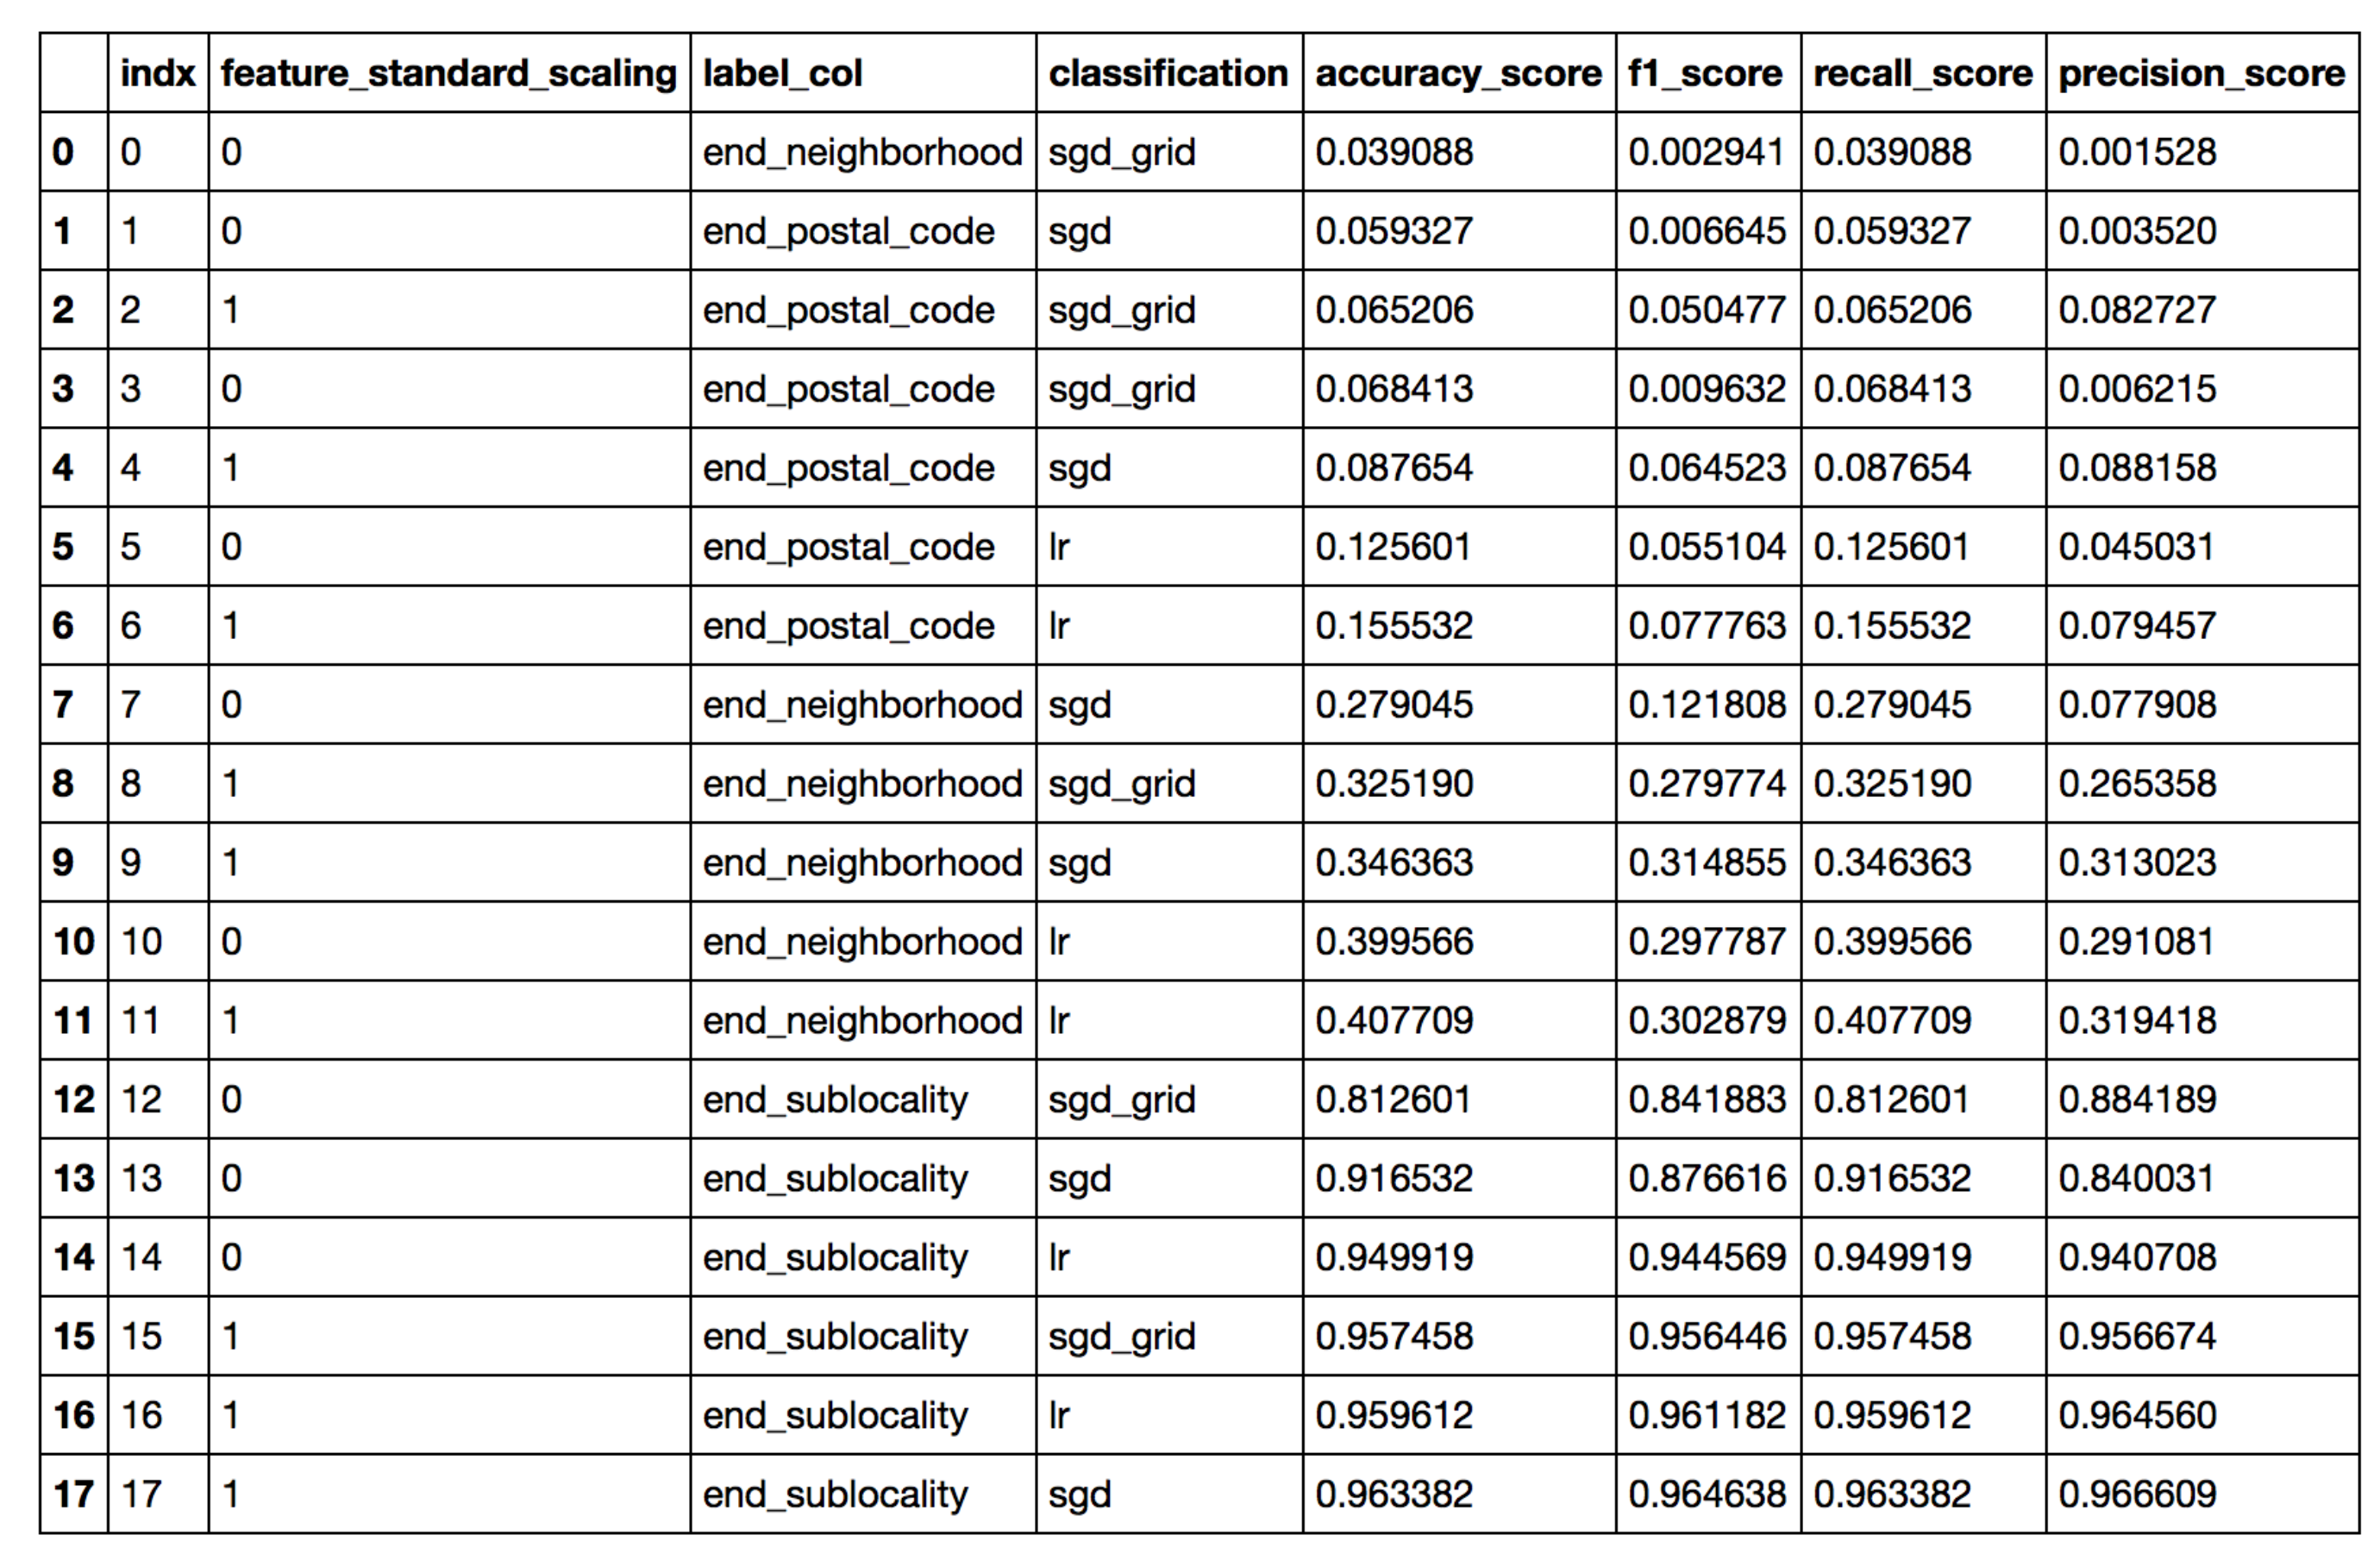 indx feature_standard_scaling label_col classification accuracy_score f1_score recall_score precision_score
0 0 0 end_neighborhood sgd_grid 0.039088 0.002941 0.039088 0.001528
1 1 0 end_postal_code sgd 0.059327 0.006645 0.059327 0.003520
2 2 1 end_postal_code sgd_grid 0.065206 0.050477 0.065206 0.082727
3 3 0 end_postal_code sgd_grid 0.068413 0.009632 0.068413 0.006215
4 4 1 end_postal_code sgd 0.087654 0.064523 0.087654 0.088158
5 5 0 end_postal_code lr 0.125601 0.055104 0.125601 0.045031
6 6 1 end_postal_code lr 0.155532 0.077763 0.155532 0.079457
7 7 0 end_neighborhood sgd 0.279045 0.121808 0.279045 0.077908
8 8 1 end_neighborhood sgd_grid 0.325190 0.279774 0.325190 0.265358
9 9 1 end_neighborhood sgd 0.346363 0.314855 0.346363 0.313023
10 10 0 end_neighborhood lr 0.399566 0.297787 0.399566 0.291081
11 11 1 end_neighborhood lr 0.407709 0.302879 0.407709 0.319418
12 12 0 end_sublocality sgd_grid 0.812601 0.841883 0.812601 0.884189
13 13 0 end_sublocality sgd 0.916532 0.876616 0.916532 0.840031
14 14 0 end_sublocality lr 0.949919 0.944569 0.949919 0.940708
15 15 1 end_sublocality sgd_grid 0.957458 0.956446 0.957458 0.956674
16 16 1 end_sublocality lr 0.959612 0.961182 0.959612 0.964560
17 17 1 end_sublocality sgd 0.963382 0.964638 0.963382 0.966609